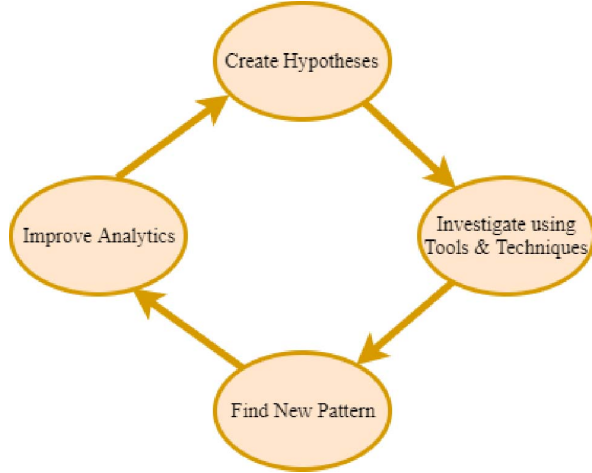 Create Hypotheses
Investigate using
Tools & Techniques
Find New Pattern
Improve Analytics